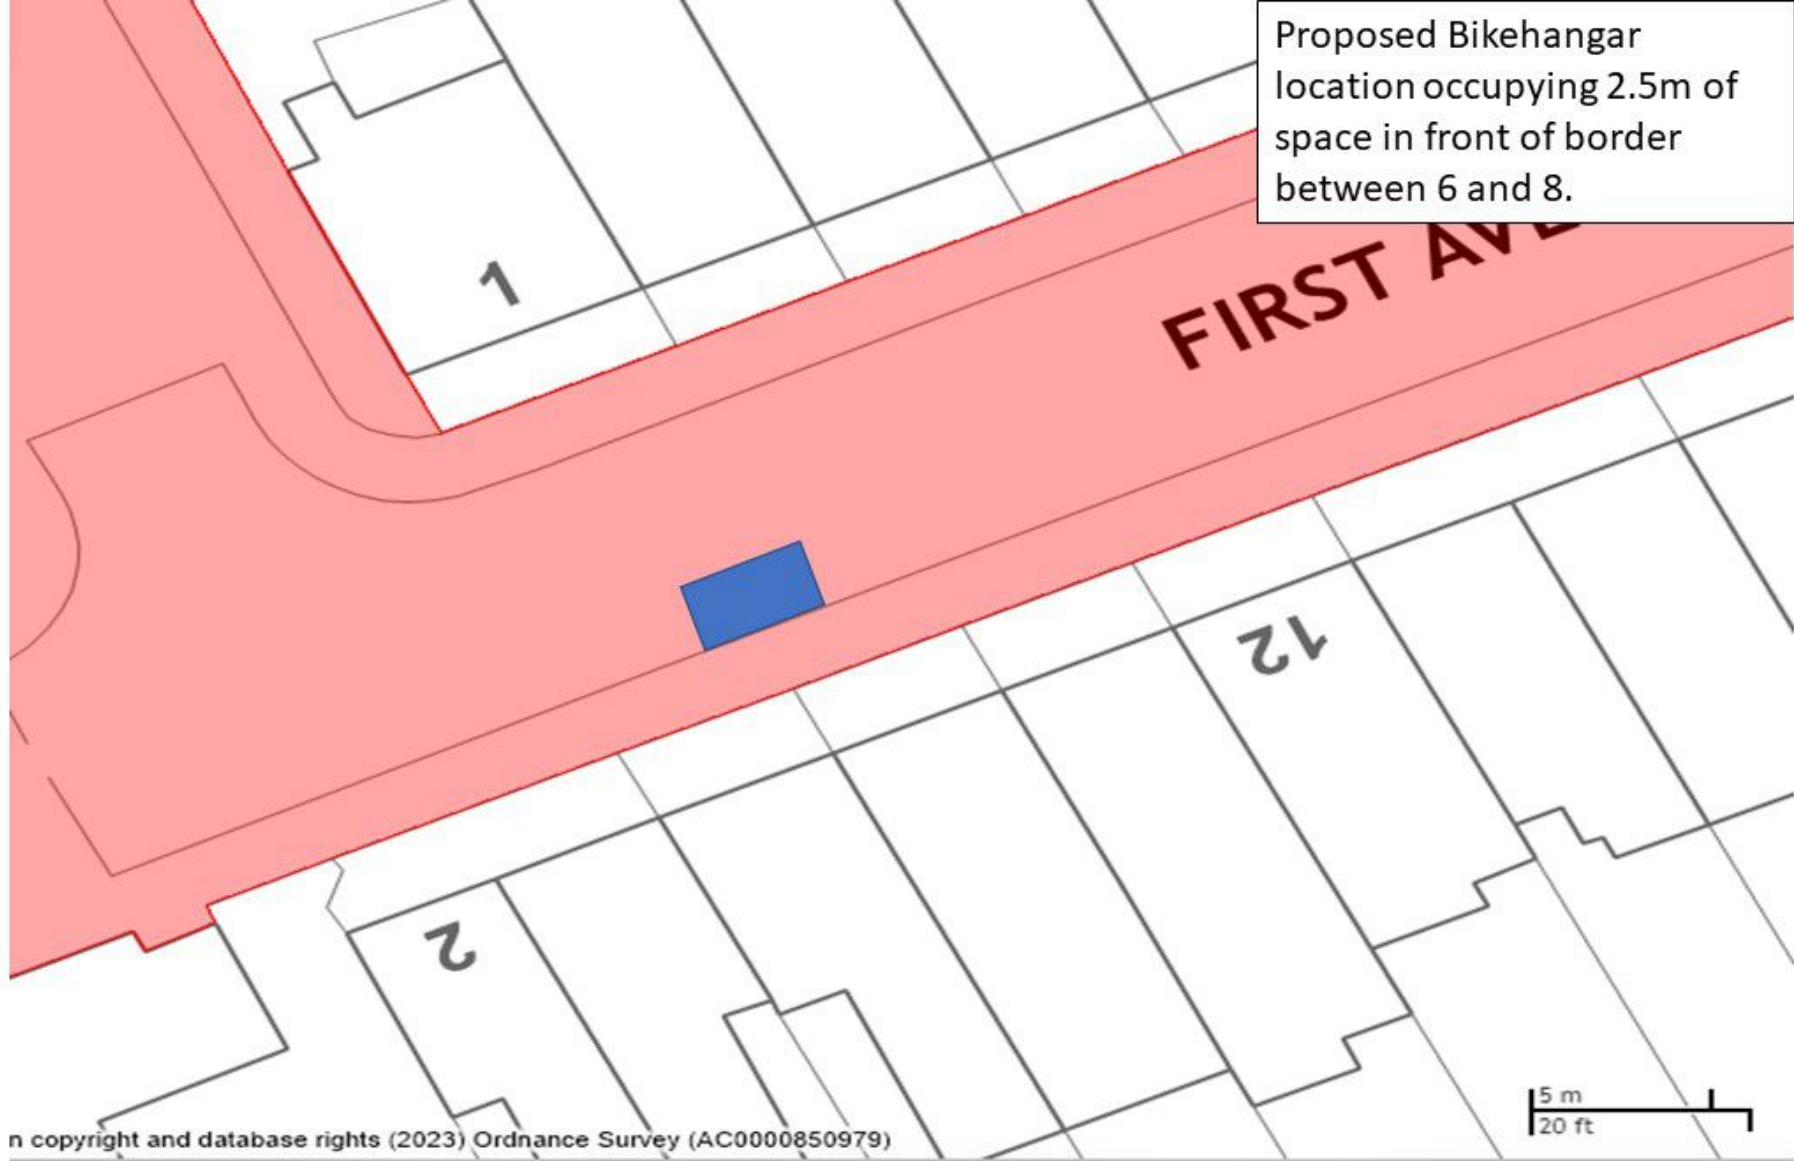 Proposed Bikehangar
location occupying 2.5m of
space in front of border
between 6 and 8.
FIRST AVE
1
12
2
5 m
20 ft
n copyright and database rights (2023) Ordnance Survey (AC0000850979)